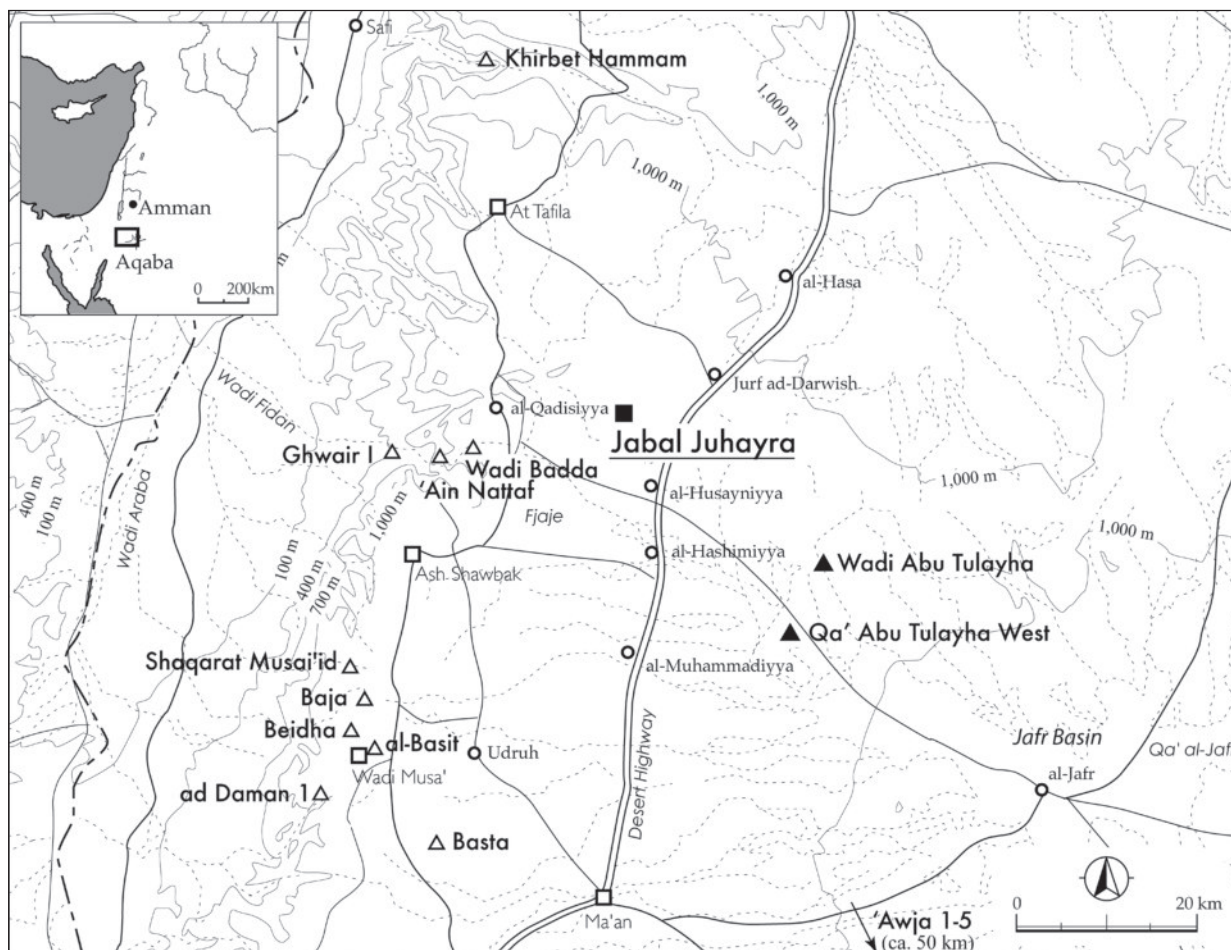 Safi
Khirbet Hammam
1,000 m
1,000 m
Amman
Aqaba
0 200km
m
At Tafila
al-Hasa
Jurf ad-Darwish
Wadi Fidan
al-Qadisiyya
Jabal Juhayra
Ghwair I
Wadi Badda
'Ain Nattaf
400 m
100 m
Wadi Araba
1,000 m
Fjaje
al-Husayniyya
1,000 m
1,000 m
100 m
400 m
700 m
Ash Shawbak
al-Hashimiyya
Wadi Abu Tulayha
Qa' Abu Tulayha West
Shaqarat Musai'id
al-Muhammadiyya
Baja
Beidha
al-Basit
Wadi Musa'
Udruh
Desert Highway
Jafr Basin
Qa' al-Jaf
al-Jafr
ad Daman 1
Basta
Ma'an
'Awja 1-5
(ca. 50 km)
0 20 km